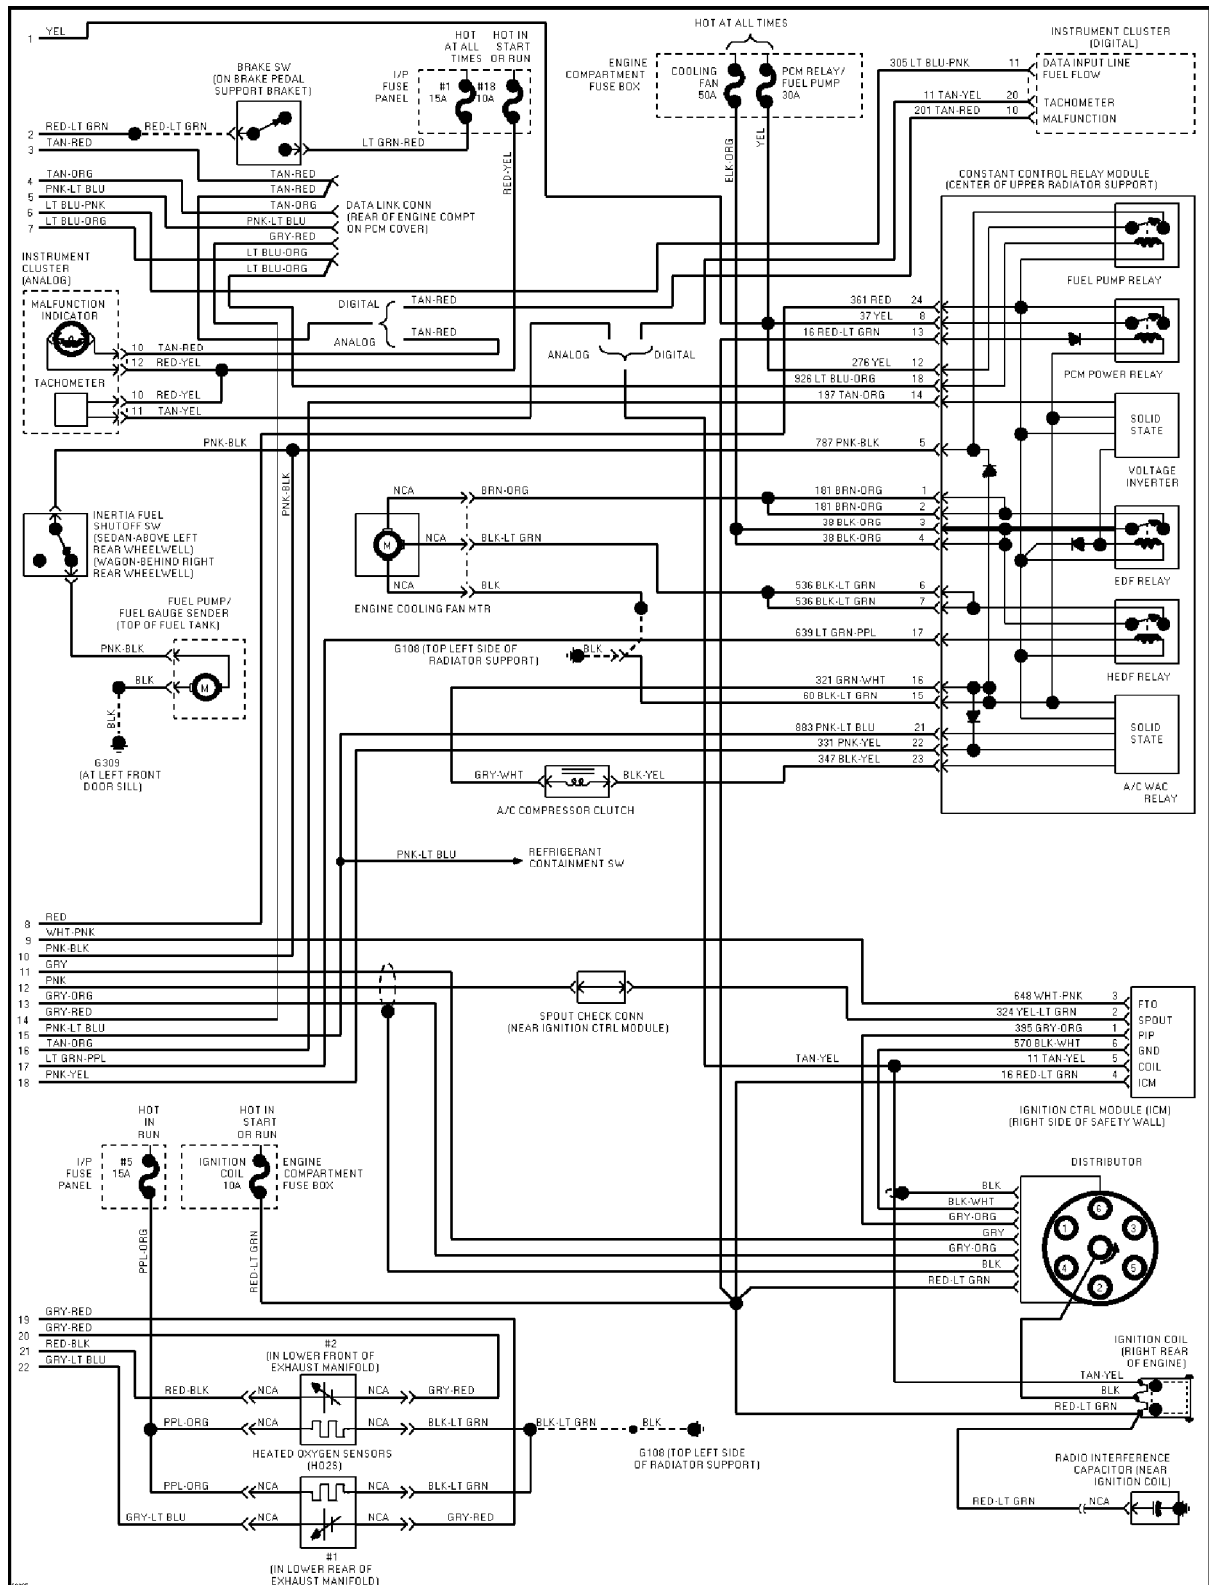 1 YEL
HOT
AT ALL
TIMES
HOT IN
START
OR RUN
HOT AT ALL TIMES
INSTRUMENT CLUSTER
(DIGITAL)
BRAKE SW
(ON BRAKE PEDAL
SUPPORT BRAKET)
I/P
FUSE
PANEL
#1
15A
#18
10A
ENGINE
COMPARTMENT
FUSE BOX
COOLING
FAN
50A
PCM RELAY/
FUEL PUMP
30A
305 LT BLU-PNK 11
DATA INPUT LINE
FUEL FLOW
11 TAN-YEL 20
TACHOMETER
201 TAN-RED 10
MALFUNCTION
2 RED-LT GRN
RED-LT GRN
3 TAN-RED
LT GRN-RED
RED-YEL
BLK-ORG
YEL
4 TAN-ORG
5 PNK-LT BLU
6 LT BLU-PNK
7 LT BLU-ORG
TAN-RED
TAN-RED
TAN-ORG
PNK-LT BLU
GRY-RED
LT BLU-ORG
LT BLU-ORG
DATA LINK CONN
(REAR OF ENGINE COMPT
ON PCM COVER)
CONSTANT CONTROL RELAY MODULE
(CENTER OF UPPER RADIATOR SUPPORT)
INSTRUMENT
CLUSTER
(ANALOG)
MALFUNCTION
INDICATOR
10 TAN-RED
12 RED-YEL
TACHOMETER
10 RED-YEL
11 TAN-YEL
DIGITAL
TAN-RED
ANALOG
TAN-RED
ANALOG
DIGITAL
FUEL PUMP RELAY
361 RED 24
37 YEL 8
16 RED-LT GRN 13
276 YEL 12
926 LT BLU-ORG 18
197 TAN-ORG 14
PCM POWER RELAY
SOLID
STATE
VOLTAGE
INVERTER
PNK-BLK
PNK-BLK
787 PNK-BLK 5
NCA
BRN-ORG
181 BRN-ORG 1
181 BRN-ORG 2
38 BLK-ORG 3
38 BLK-ORG 4
M
NCA
BLK-LT GRN
NCA
BLK
ENGINE COOLING FAN MTR
EDF RELAY
INERTIA FUEL
SHUTOFF SW
(SEDAN-ABOVE LEFT
REAR WHEELWELL)
(WAGON-BEHIND RIGHT
REAR WHEELWELL)
536 BLK-LT GRN 6
536 BLK-LT GRN 7
639 LT GRN-PPL 17
FUEL PUMP/
FUEL GAUGE SENDER
(TOP OF FUEL TANK)
PNK-BLK
BLK
M
BLK
G309
(AT LEFT FRONT
DOOR SILL)
G108 (TOP LEFT SIDE OF
RADIATOR SUPPORT)
BLK
HEDF RELAY
321 GRN-WHT 16
60 BLK-LT GRN 15
883 PNK-LT BLU 21
331 PNK-YEL 22
347 BLK-YEL 23
SOLID
STATE
A/C WAC
RELAY
GRY-WHT
BLK-YEL
A/C COMPRESSOR CLUTCH
PNK-LT BLU
REFRIGERANT
CONTAINMENT SW
8 RED
9 WHT-PNK
10 PNK-BLK
11 GRY
12 PNK
13 GRY-ORG
14 GRY-RED
15 PNK-LT BLU
16 TAN-ORG
17 LT GRN-PPL
18 PNK-YEL
SPOUT CHECK CONN
(NEAR IGNITION CTRL MODULE)
648 WHT-PNK 3 FTO
324 YEL-LT GRN 2 SPOUT
395 GRY-ORG 1 PIP
570 BLK-WHT 6 GND
TAN-YEL
11 TAN-YEL 5 COIL
16 RED-LT GRN 4 ICM
IGNITION CTRL MODULE (ICM)
(RIGHT SIDE OF SAFETY WALL)
HOT
IN
RUN
HOT IN
START
OR RUN
I/P
FUSE
PANEL
#5
15A
IGNITION
COIL
10A
ENGINE
COMPARTMENT
FUSE BOX
PPL-ORG
RED-LT GRN
DISTRIBUTOR
BLK
BLK-WHT
GRY-ORG
GRY
GRY-ORG
BLK
RED-LT GRN
6
1
3
4
5
2
19 GRY-RED
20 GRY-RED
21 RED-BLK
22 GRY-LT BLU
#2
(IN LOWER FRONT OF
EXHAUST MANIFOLD)
RED-BLK
NCA
NCA
GRY-RED
PPL-ORG
NCA
NCA
BLK-LT GRN
BLK-LT GRN
BLK
HEATED OXYGEN SENSORS
(HO2S)
G108 (TOP LEFT SIDE
OF RADIATOR SUPPORT)
PPL-ORG
NCA
NCA
BLK-LT GRN
GRY-LT BLU
NCA
NCA
GRY-RED
#1
(IN LOWER REAR OF
EXHAUST MANIFOLD)
IGNITION COIL
(RIGHT REAR
OF ENGINE)
TAN-YEL
BLK
RED-LT GRN
RADIO INTERFERENCE
CAPACITOR (NEAR
IGNITION COIL)
RED-LT GRN
NCA